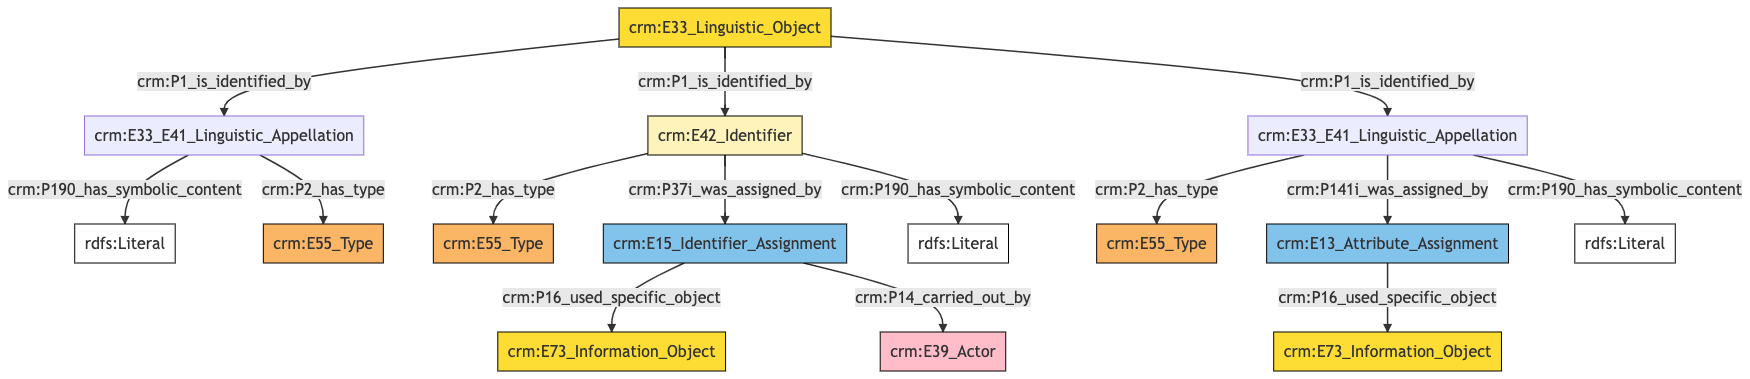 crm:E33_Linguistic_Object
crm:P1_is_identified_by crm:P1_is_identified_by crm:P1_is_identified_by
crm:E33_E41_Linguistic_Appellation crm:E42_Identifier crm:E33_E41_Linguistic_Appellation
crm:P190_has_symbolic_content crm:P2_has_type crm:P2_has_type crm:P37i_was_assigned_by crm:P190_has_symbolic_content crm:P2_has_type crm:P141i_was_assigned_by crm:P190_has_symbolic_content
rdfs:Literal crm:E55_Type crm:E55_Type crm:E15_Identifier_Assignment rdfs:Literal crm:E55_Type crm:E13_Attribute_Assignment rdfs:Literal
crm:P16_used_specific_object crm:P14_carried_out_by crm:P16_used_specific_object
crm:E73_Information_Object crm:E39_Actor crm:E73_Information_Object